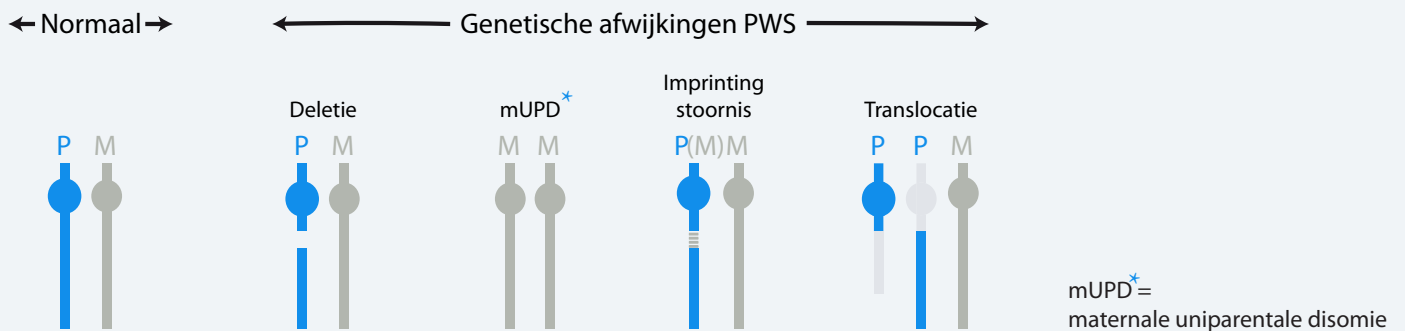 Normaal
Genetische afwijkingen PWS
Deletie
mUPD*
Imprinting
stoornis
Translocatie
P M
P M
M M
P(M) M
P P M
mUPD*=
maternale uniparentale disomie